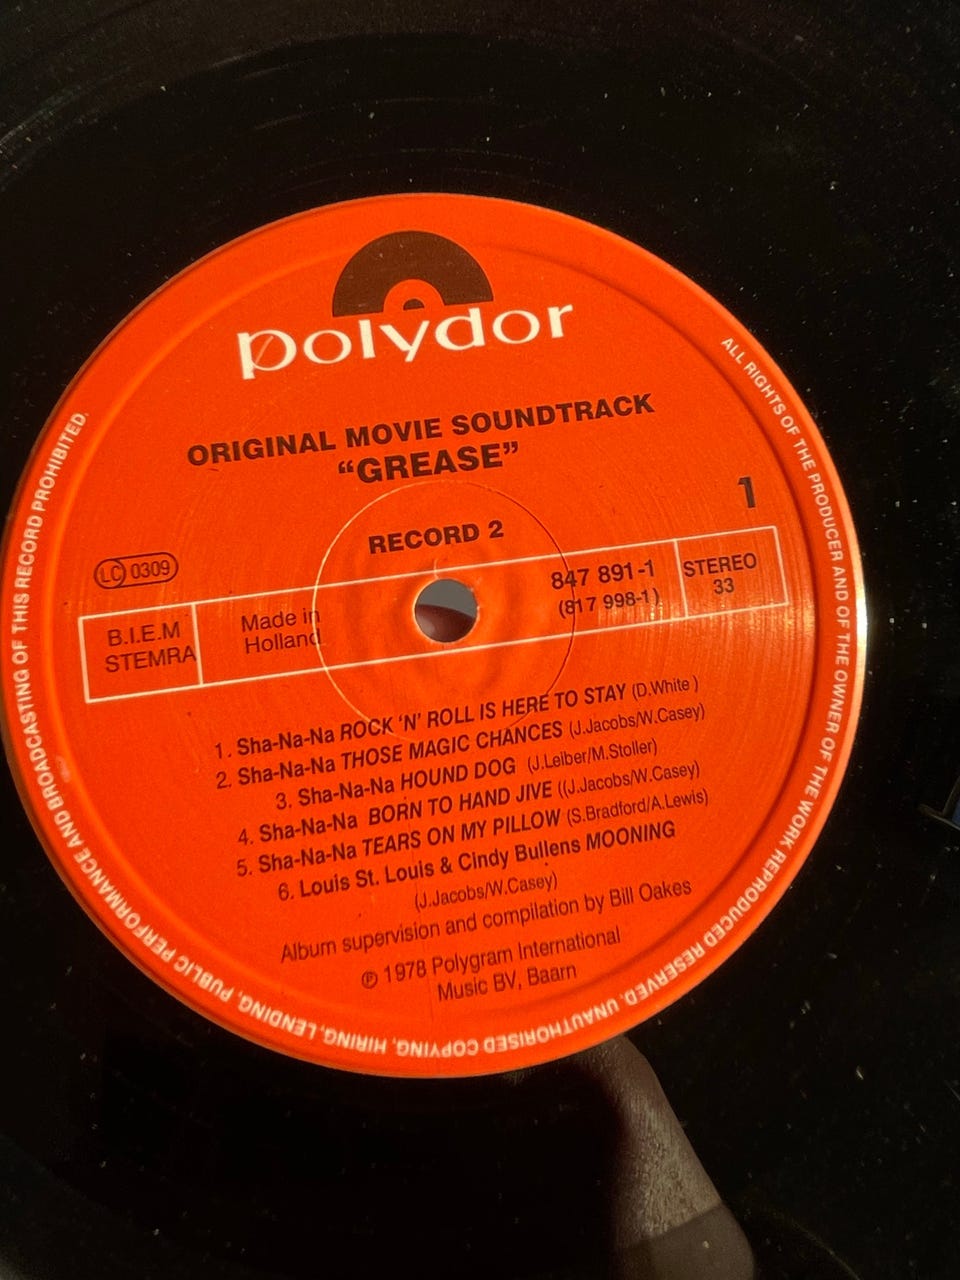 polydor
ORIGINAL MOVIE SOUNDTRACK
“GREASE”
1
RECORD 2
LC 0309
B.I.E.M
STEMRA
Made in
Holland
847 891-1
(817 998-1)
STEREO
33
1. Sha-Na-Na ROCK ‘N’ ROLL IS HERE TO STAY (D.White )
2. Sha-Na-Na THOSE MAGIC CHANCES (J.Jacobs/W.Casey)
3. Sha-Na-Na HOUND DOG (J.Leiber/M.Stoller)
4. Sha-Na-Na BORN TO HAND JIVE ((J.Jacobs/W.Casey)
5. Sha-Na-Na TEARS ON MY PILLOW (S.Bradford/A.Lewis)
6. Louis St. Louis & Cindy Bullens MOONING
(J.Jacobs/W.Casey)
Album supervision and compilation by Bill Oakes
℗ 1978 Polygram International
Music BV, Baarn
ALL RIGHTS OF THE PRODUCER AND OF THE OWNER OF THE WORK REPRODUCED RESERVED. UNAUTHORISED COPYING, HIRING, LENDING, PUBLIC PERFORMANCE AND BROADCASTING OF THIS RECORD PROHIBITED.